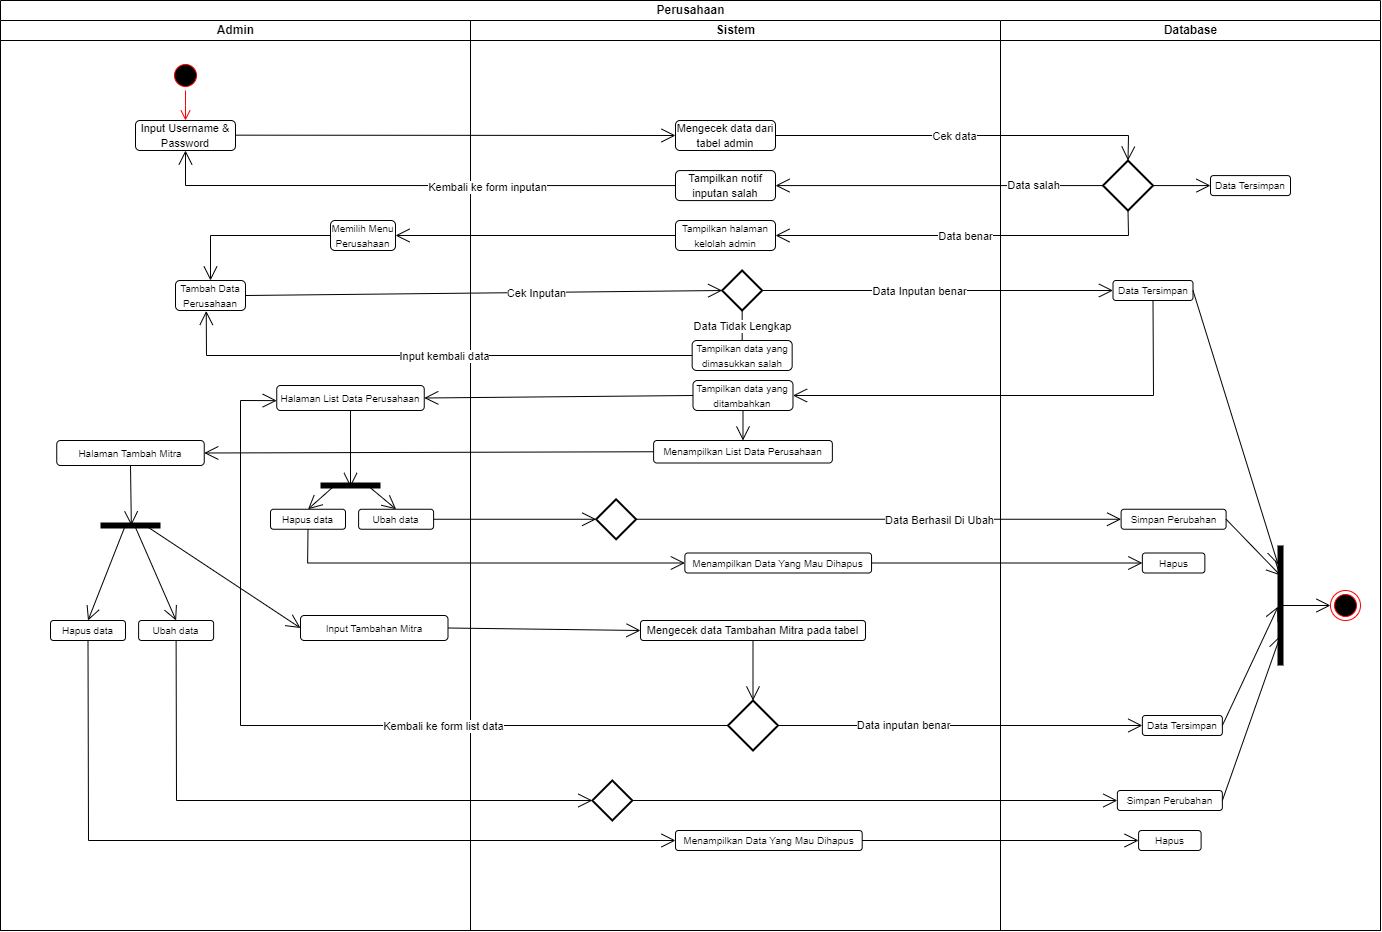 Perusahaan
Admin
Sistem
Database
Input Username &
Password
Mengecek data dari
tabel admin
Cek data
Kembali ke form inputan
Tampilkan notif
inputan salah
Data salah
Data Tersimpan
Memilih Menu
Perusahaan
Tampilkan halaman
kelolah admin
Data benar
Tambah Data
Perusahaan
Cek Inputan
Data Inputan benar
Data Tersimpan
Data Tidak Lengkap
Input kembali data
Tampilkan data yang
dimasukkan salah
Halaman List Data Perusahaan
Tampilkan data yang
ditambahkan
Halaman Tambah Mitra
Menampilkan List Data Perusahaan
Hapus data
Ubah data
Data Berhasil Di Ubah
Simpan Perubahan
Menampilkan Data Yang Mau Dihapus
Hapus
Hapus data
Ubah data
Input Tambahan Mitra
Mengecek data Tambahan Mitra pada tabel
Kembali ke form list data
Data inputan benar
Data Tersimpan
Simpan Perubahan
Menampilkan Data Yang Mau Dihapus
Hapus